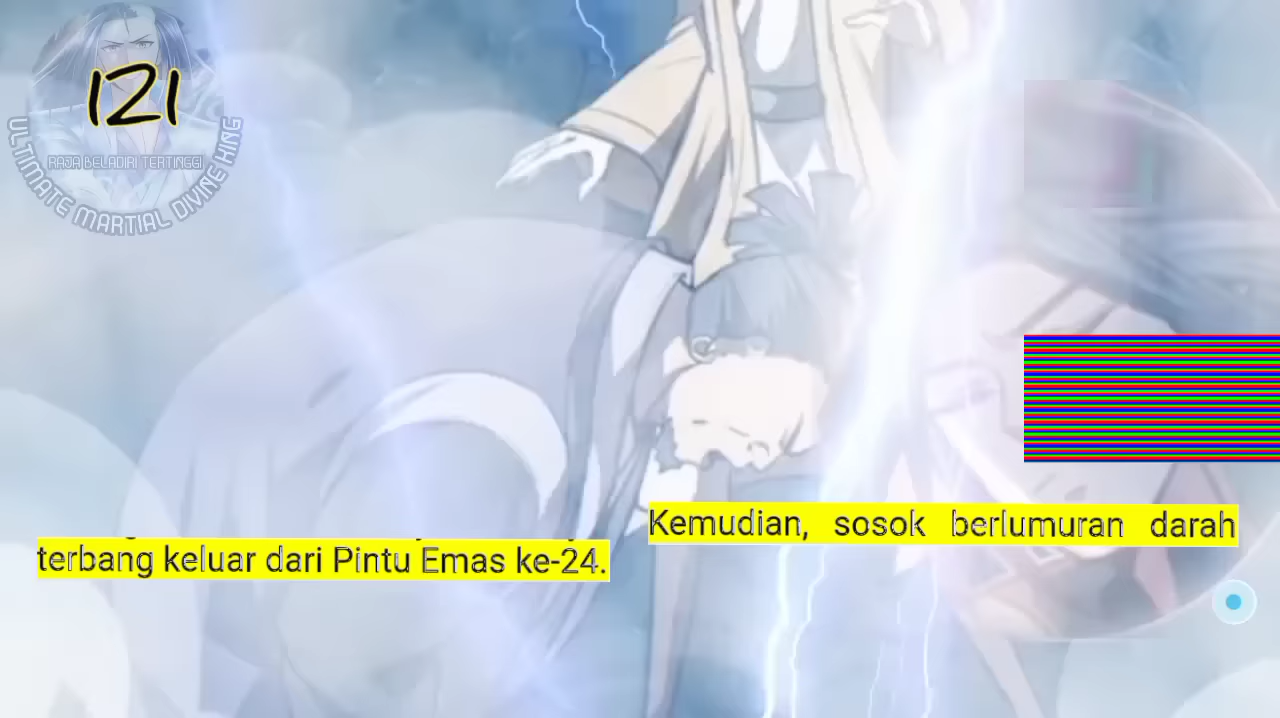 121
RAJA BELADIRI TERTINGGI
ULTIMATE MARTIAL DIVINE KING
Kemudian, sosok berlumuran darah
terbang keluar dari Pintu Emas ke-24.